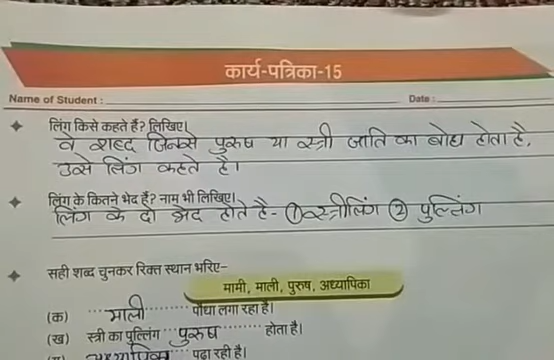 कार्य-पत्रिका-15
Name of Student : Date :
लिंग किसे कहते हैं? लिखिए।
वे शब्द जिनसे पुरुष या स्त्री जाति का बोध होता है,
उसे लिंग कहते है।
लिंग के कितने भेद हैं? नाम भी लिखिए।
लिंग के दो भेद होते है- ① स्त्रीलिंग ② पुल्लिंग
सही शब्द चुनकर रिक्त स्थान भरिए–
मामी, माली, पुरुष, अध्यापिका
(क) माली पौधा लगा रहा है।
(ख) स्त्री का पुल्लिंग पुरुष होता है।
अध्यापिका पढ़ा रही है।